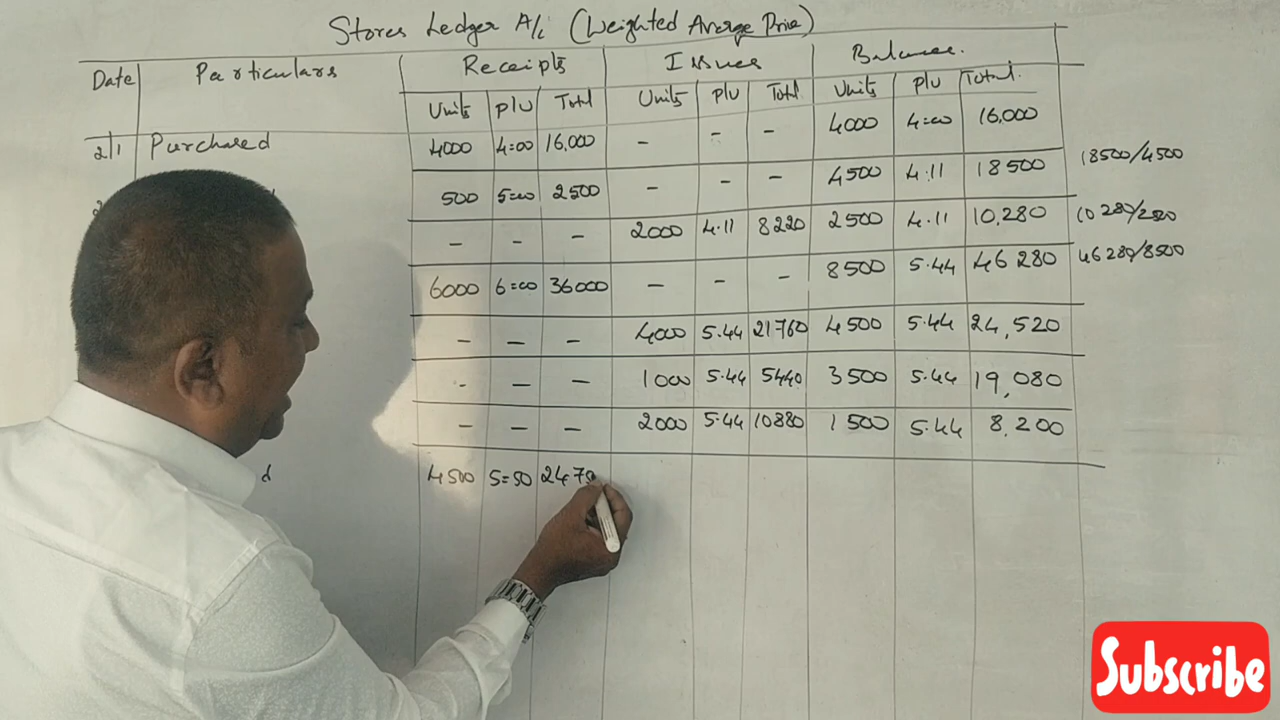 Stores Ledger A/c (Weighted Average Price)
Date Particulars Receipts Issues Balance.
Units P/U Total Units P/U Total Units P/U Total.
2/1 Purchased 4000 4=00 16,000 - - - 4000 4=00 16,000
500 5=00 2500 - - - 4500 4.11 18500 18500/4500
- - - 2000 4.11 8220 2500 4.11 10,280 10280/2500
6000 6=00 36000 - - - 8500 5.44 46280 46280/8500
- - - 4000 5.44 21760 4500 5.44 24,520
- - - 1000 5.44 5440 3500 5.44 19,080
- - - 2000 5.44 10880 1500 5.44 8,200
d 4500 5=50 2475
Subscribe